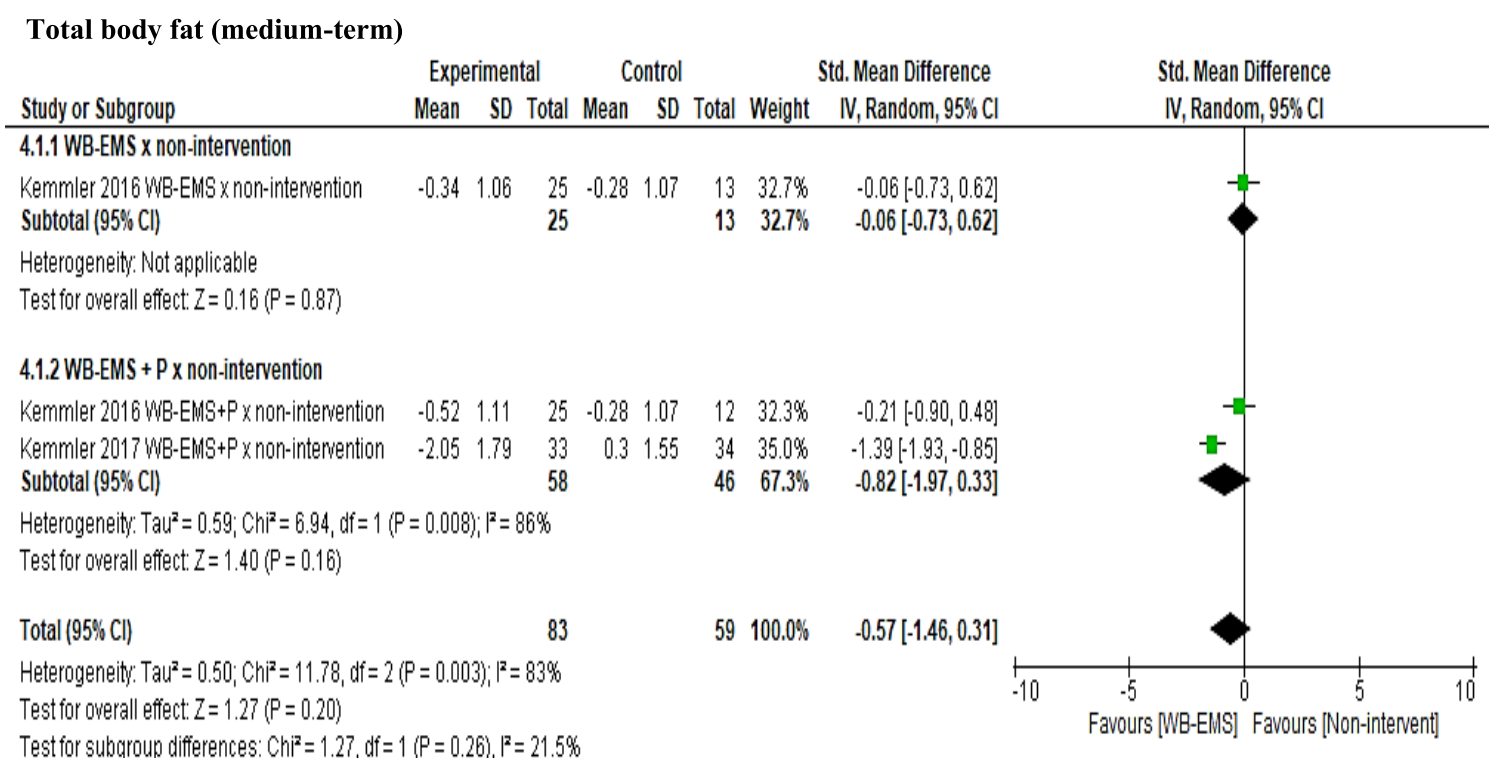 Total body fat (medium-term)
Experimental Control Std. Mean Difference Std. Mean Difference
Study or Subgroup Mean SD Total Mean SD Total Weight IV, Random, 95% CI IV, Random, 95% CI
4.1.1 WB-EMS x non-intervention
Kemmler 2016 WB-EMS x non-intervention -0.34 1.06 25 -0.28 1.07 13 32.7% -0.06 [-0.73, 0.62]
Subtotal (95% CI) 25 13 32.7% -0.06 [-0.73, 0.62]
Heterogeneity: Not applicable
Test for overall effect: Z = 0.16 (P = 0.87)
4.1.2 WB-EMS + P x non-intervention
Kemmler 2016 WB-EMS+P x non-intervention -0.52 1.11 25 -0.28 1.07 12 32.3% -0.21 [-0.90, 0.48]
Kemmler 2017 WB-EMS+P x non-intervention -2.05 1.79 33 0.3 1.55 34 35.0% -1.39 [-1.93, -0.85]
Subtotal (95% CI) 58 46 67.3% -0.82 [-1.97, 0.33]
Heterogeneity: Tau² = 0.59; Chi² = 6.94, df = 1 (P = 0.008); I² = 86%
Test for overall effect: Z = 1.40 (P = 0.16)
Total (95% CI) 83 59 100.0% -0.57 [-1.46, 0.31]
Heterogeneity: Tau² = 0.50; Chi² = 11.78, df = 2 (P = 0.003); I² = 83%
Test for overall effect: Z = 1.27 (P = 0.20)
Test for subgroup differences: Chi² = 1.27, df = 1 (P = 0.26), I² = 21.5%
-10 -5 0 5 10
Favours [WB-EMS] Favours [Non-intervent]